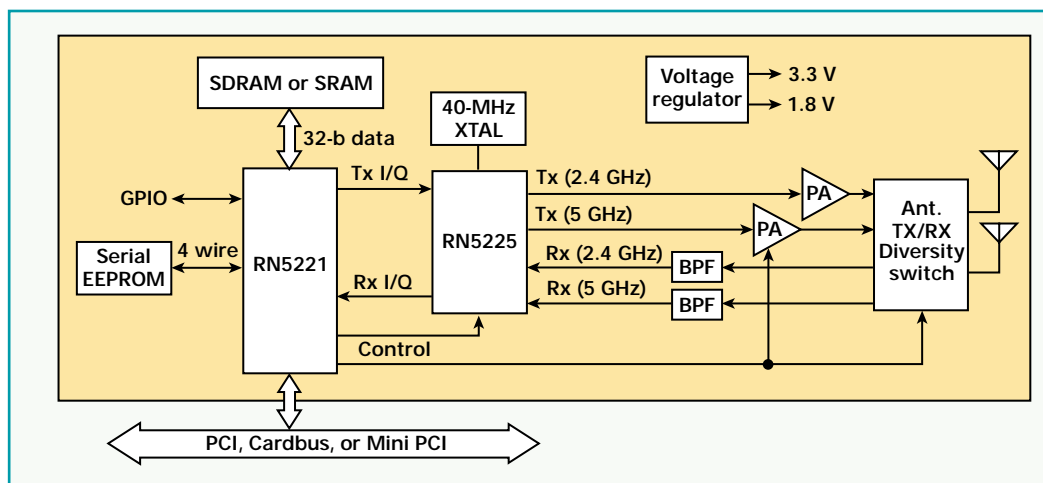 SDRAM or SRAM
32-b data
40-MHz
XTAL
Voltage
regulator
3.3 V
1.8 V
GPIO
Serial
EEPROM
4 wire
RN5221
Tx I/Q
Rx I/Q
Control
RN5225
Tx (2.4 GHz)
Tx (5 GHz)
Rx (2.4 GHz)
Rx (5 GHz)
PA
PA
BPF
BPF
Ant.
TX/RX
Diversity
switch
PCI, Cardbus, or Mini PCI